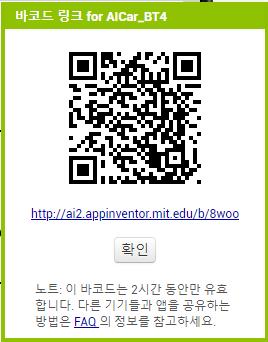 바코드 링크 for AICar_BT4
http://ai2.appinventor.mit.edu/b/8woo
확인
노트: 이 바코드는 2시간 동안만 유효
합니다. 다른 기기들과 앱을 공유하는
방법은 FAQ 의 정보를 참고하세요.